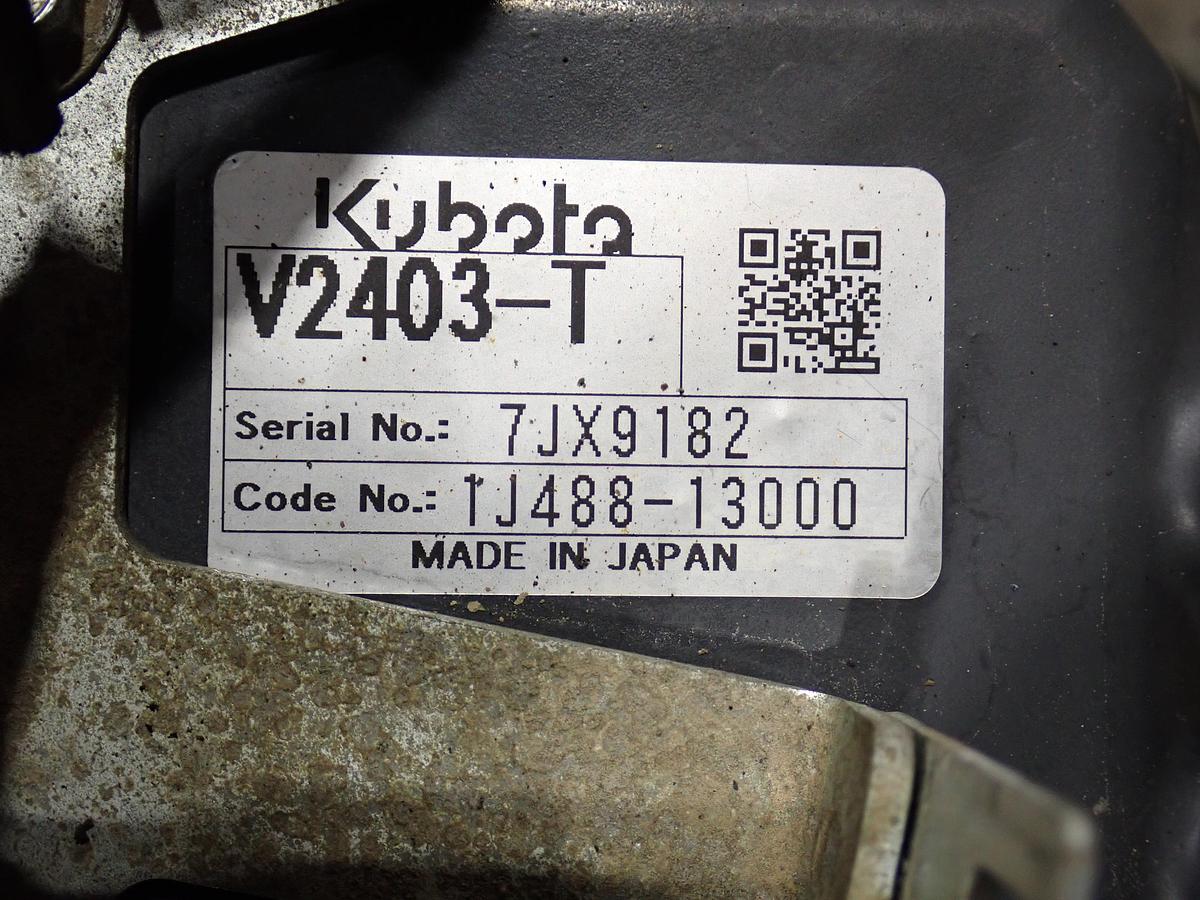 Kubota
V2403-T
Serial No.: 7JX9182
Code No.: 1J488-13000
MADE IN JAPAN